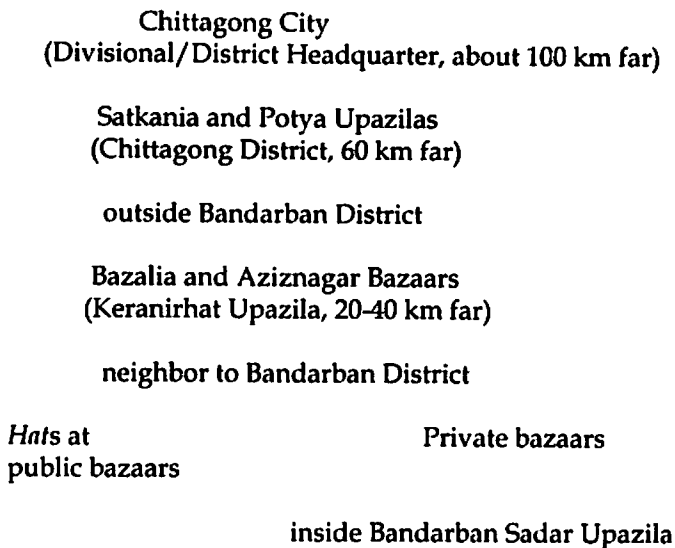 Chittagong City
(Divisional/District Headquarter, about 100 km far)
Satkania and Potya Upazilas
(Chittagong District, 60 km far)
outside Bandarban District
Bazalia and Aziznagar Bazaars
(Keranirhat Upazila, 20-40 km far)
neighbor to Bandarban District
Hats at
public bazaars
Private bazaars
inside Bandarban Sadar Upazila